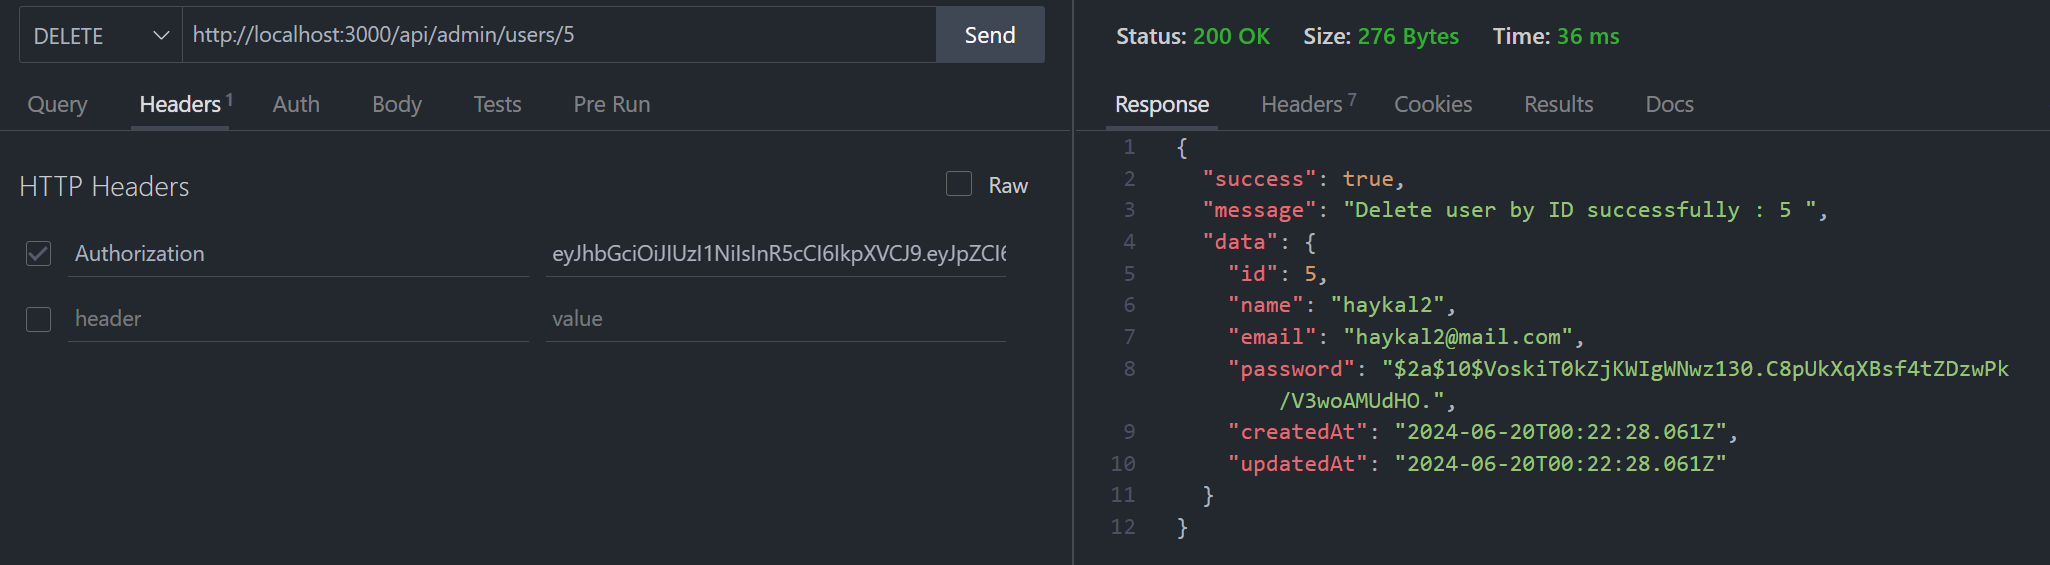 DELETE http://localhost:3000/api/admin/users/5 Send
Query Headers 1 Auth Body Tests Pre Run
HTTP Headers Raw
Authorization eyJhbGciOiJIUzI1NiIsInR5cCI6IkpXVCJ9.eyJpZCI6
header value
Status: 200 OK Size: 276 Bytes Time: 36 ms
Response Headers 7 Cookies Results Docs
1 {
2 "success": true,
3 "message": "Delete user by ID successfully : 5 ",
4 "data": {
5 "id": 5,
6 "name": "haykal2",
7 "email": "haykal2@mail.com",
8 "password": "$2a$10$VoskiT0kZjKWIgWNwz130.C8pUkXqXBsf4tZDzwPk
/V3woAMUdHO.",
9 "createdAt": "2024-06-20T00:22:28.061Z",
10 "updatedAt": "2024-06-20T00:22:28.061Z"
11 }
12 }